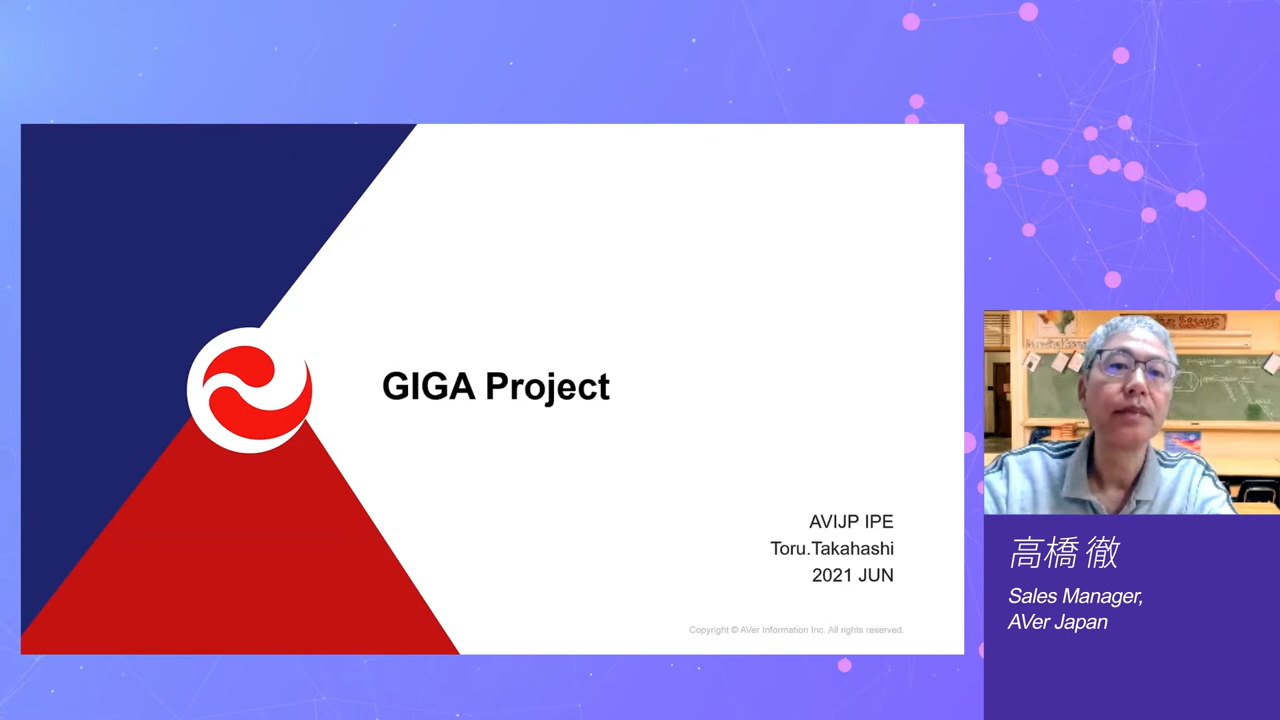 GIGA Project
AVIJP IPE
Toru.Takahashi
2021 JUN
Copyright © AVer Information Inc. All rights reserved.
高橋 徹
Sales Manager,
AVer Japan